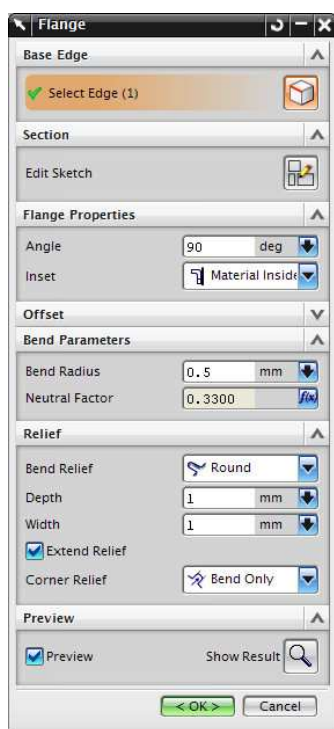 Flange
Base Edge
Select Edge (1)
Section
Edit Sketch
Flange Properties
Angle 90 deg
Inset Material Inside
Offset
Bend Parameters
Bend Radius 0.5 mm
Neutral Factor 0.3300 f(x)
Relief
Bend Relief Round
Depth 1 mm
Width 1 mm
Extend Relief
Corner Relief Bend Only
Preview
Preview Show Result
< OK > Cancel